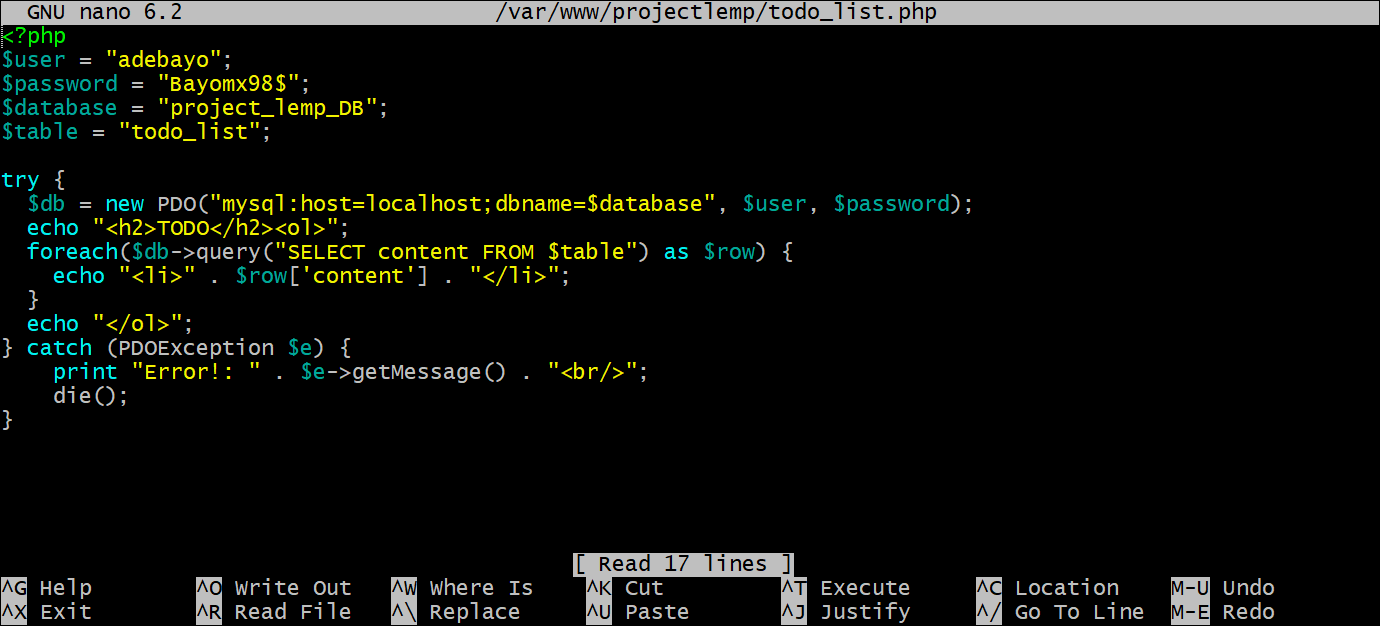 GNU nano 6.2 /var/www/projectlemp/todo_list.php
<?php
$user = "adebayo";
$password = "Bayomx98$";
$database = "project_lemp_DB";
$table = "todo_list";

try {
  $db = new PDO("mysql:host=localhost;dbname=$database", $user, $password);
  echo "<h2>TODO</h2><ol>";
  foreach($db->query("SELECT content FROM $table") as $row) {
    echo "<li>" . $row['content'] . "</li>";
  }
  echo "</ol>";
} catch (PDOException $e) {
    print "Error!: " . $e->getMessage() . "<br/>";
    die();
}
[ Read 17 lines ]
^G Help ^O Write Out ^W Where Is ^K Cut ^T Execute ^C Location M-U Undo
^X Exit ^R Read File ^\ Replace ^U Paste ^J Justify ^/ Go To Line M-E Redo